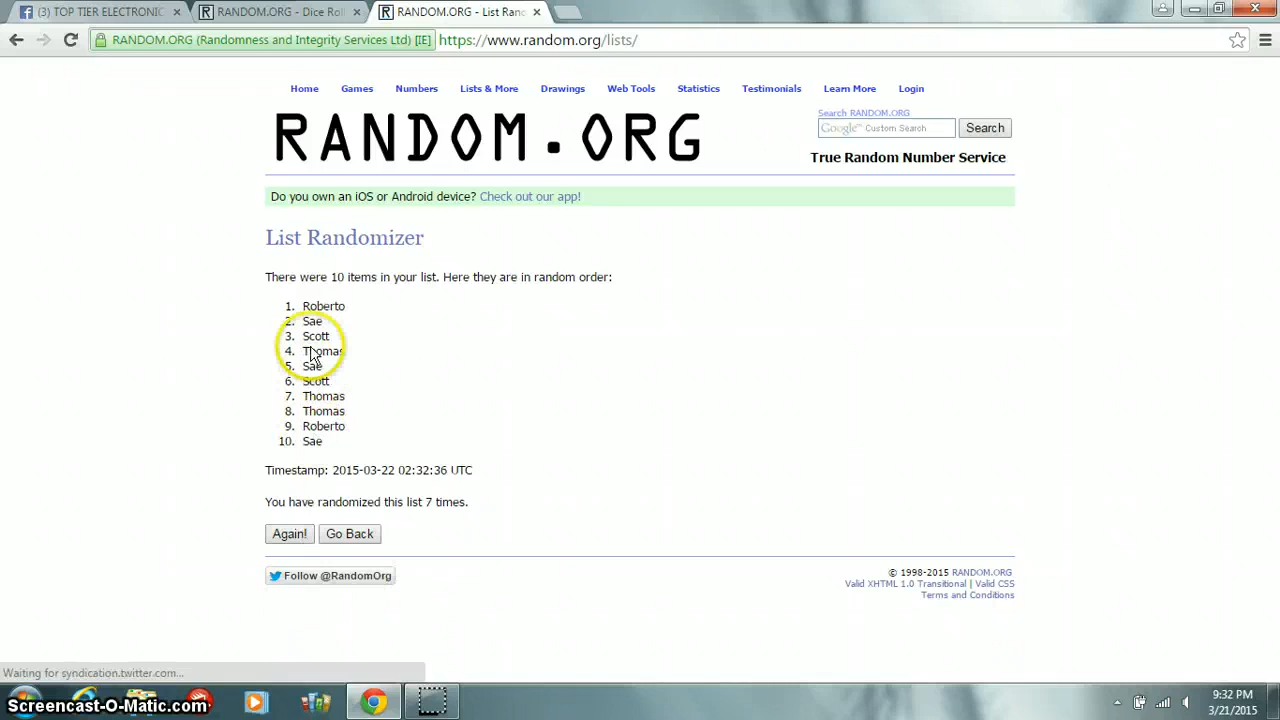 (3) TOP TIER ELECTRONIC
RANDOM.ORG - Dice Roll
RANDOM.ORG - List Ran
RANDOM.ORG (Randomness and Integrity Services Ltd) [IE]
https://www.random.org/lists/
Home Games Numbers Lists & More Drawings Web Tools Statistics Testimonials Learn More Login
RANDOM.ORG
Search RANDOM.ORG
Google™ Custom Search
Search
True Random Number Service
Do you own an iOS or Android device? Check out our app!
List Randomizer
There were 10 items in your list. Here they are in random order:
1. Roberto
2. Sae
3. Scott
4. Thomas
5. Sae
6. Scott
7. Thomas
8. Thomas
9. Roberto
10. Sae
Timestamp: 2015-03-22 02:32:36 UTC
You have randomized this list 7 times.
Again! Go Back
Follow @RandomOrg
© 1998-2015 RANDOM.ORG
Valid XHTML 1.0 Transitional | Valid CSS
Terms and Conditions
Waiting for syndication.twitter.com...
Screencast-O-Matic.com
9:32 PM
3/21/2015